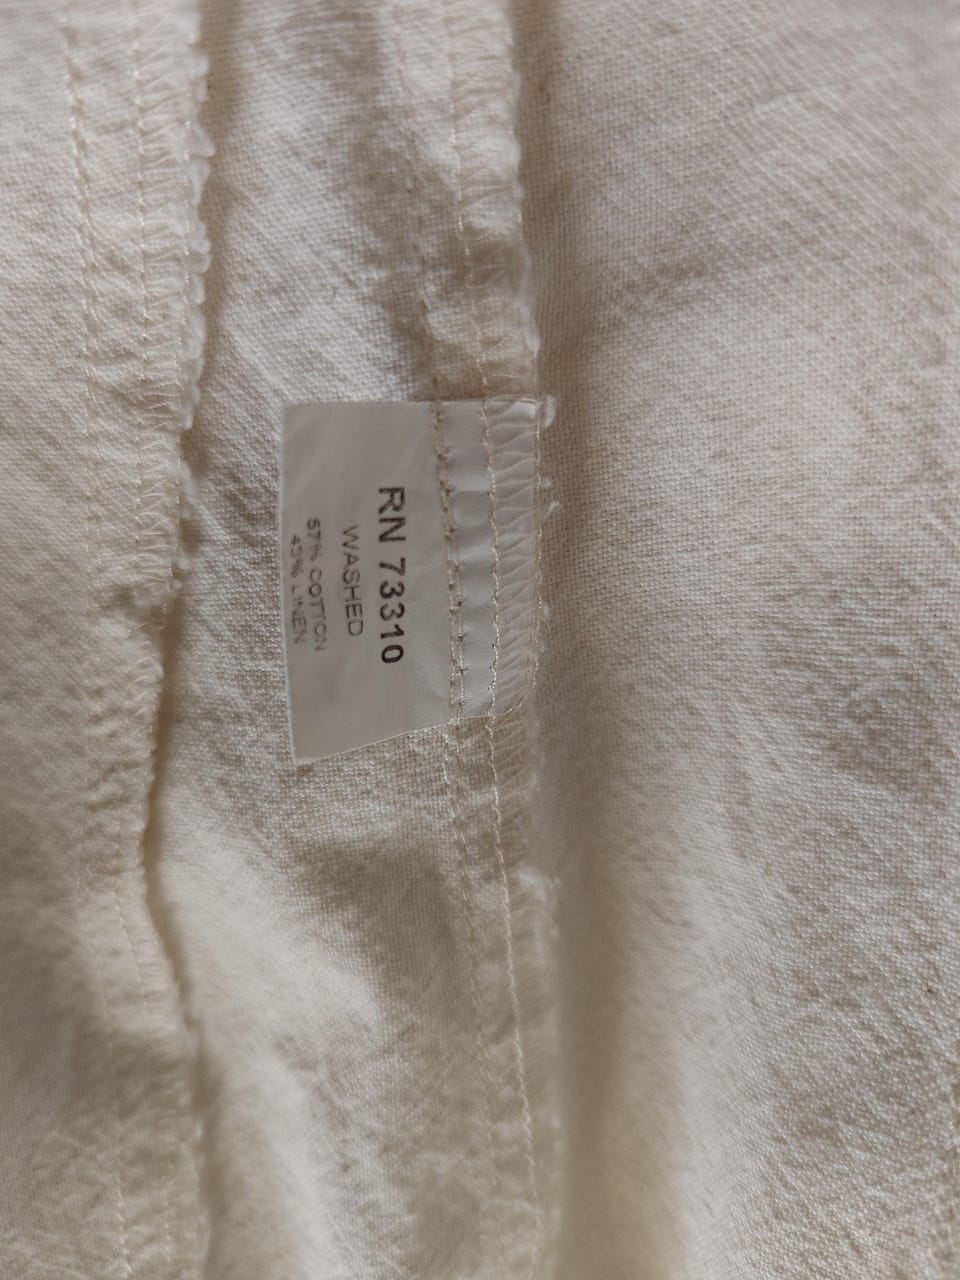 RN 73310
WASHED
57% COTTON
43% LINEN